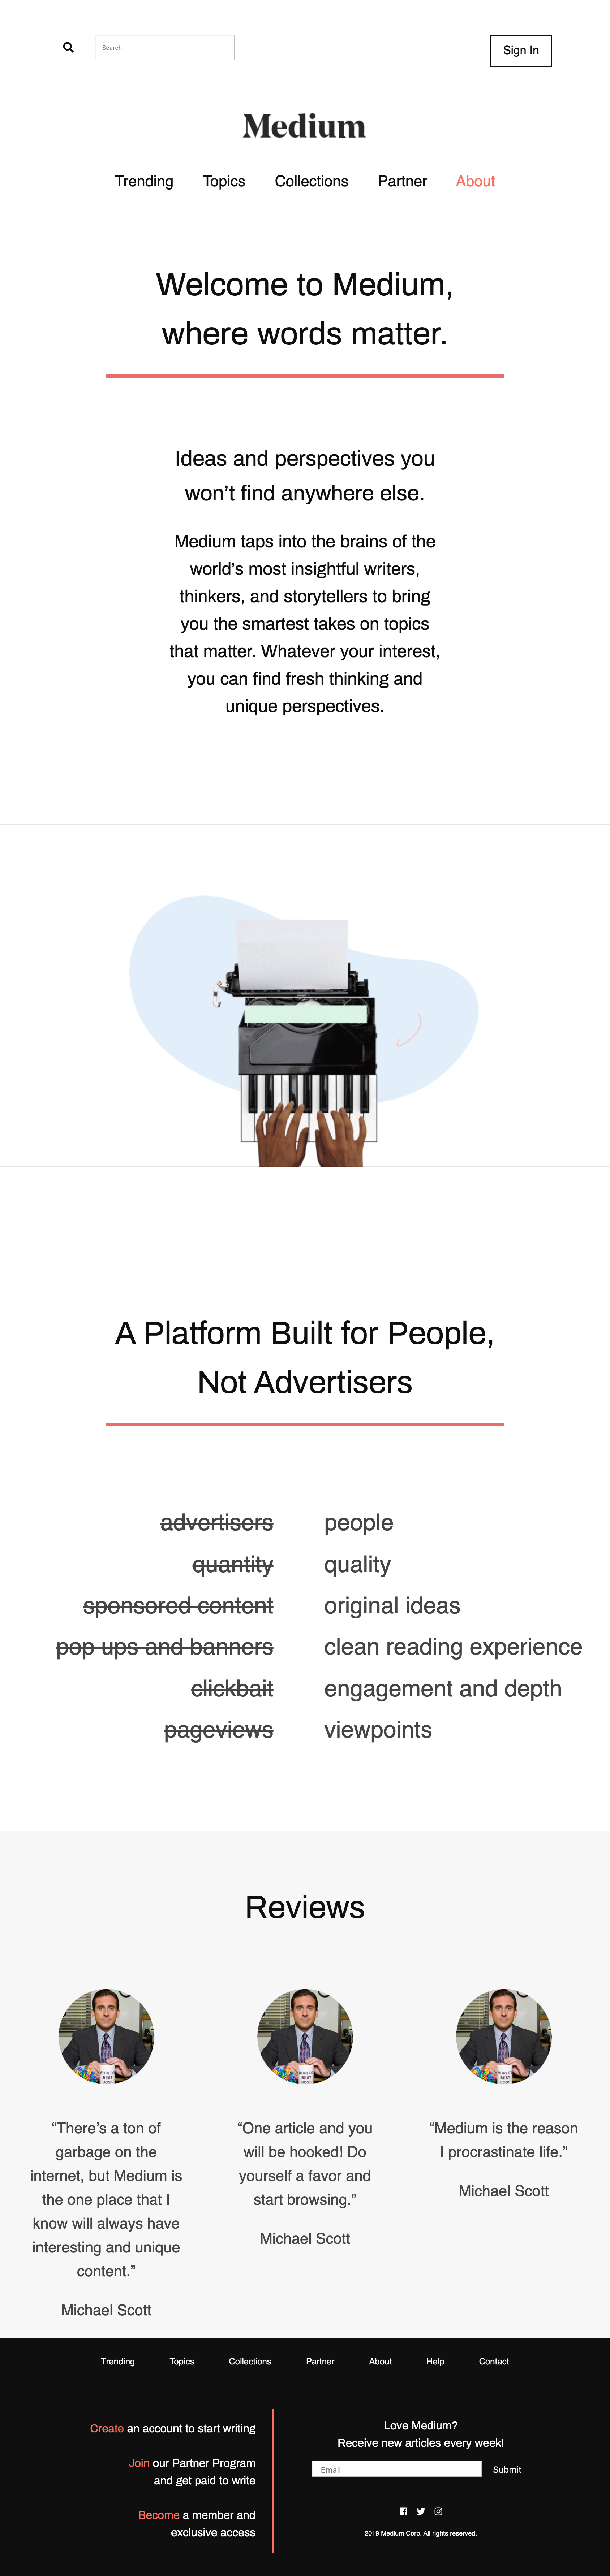 Search
Sign In
Medium
Trending Topics Collections Partner About
Welcome to Medium,
where words matter.
Ideas and perspectives you
won’t find anywhere else.
Medium taps into the brains of the
world’s most insightful writers,
thinkers, and storytellers to bring
you the smartest takes on topics
that matter. Whatever your interest,
you can find fresh thinking and
unique perspectives.
A Platform Built for People,
Not Advertisers
advertisers people
quantity quality
sponsored content original ideas
pop ups and banners clean reading experience
clickbait engagement and depth
pageviews viewpoints
Reviews
WORLD'S
BEST
BOSS
WORLD'S
BEST
BOSS
WORLD'S
BEST
BOSS
“There’s a ton of
garbage on the
internet, but Medium is
the one place that I
know will always have
interesting and unique
content.”
Michael Scott
“One article and you
will be hooked! Do
yourself a favor and
start browsing.”
Michael Scott
“Medium is the reason
I procrastinate life.”
Michael Scott
Trending Topics Collections Partner About Help Contact
Create an account to start writing
Join our Partner Program
and get paid to write
Become a member and
exclusive access
Love Medium?
Receive new articles every week!
Email
Submit
2019 Medium Corp. All rights reserved.